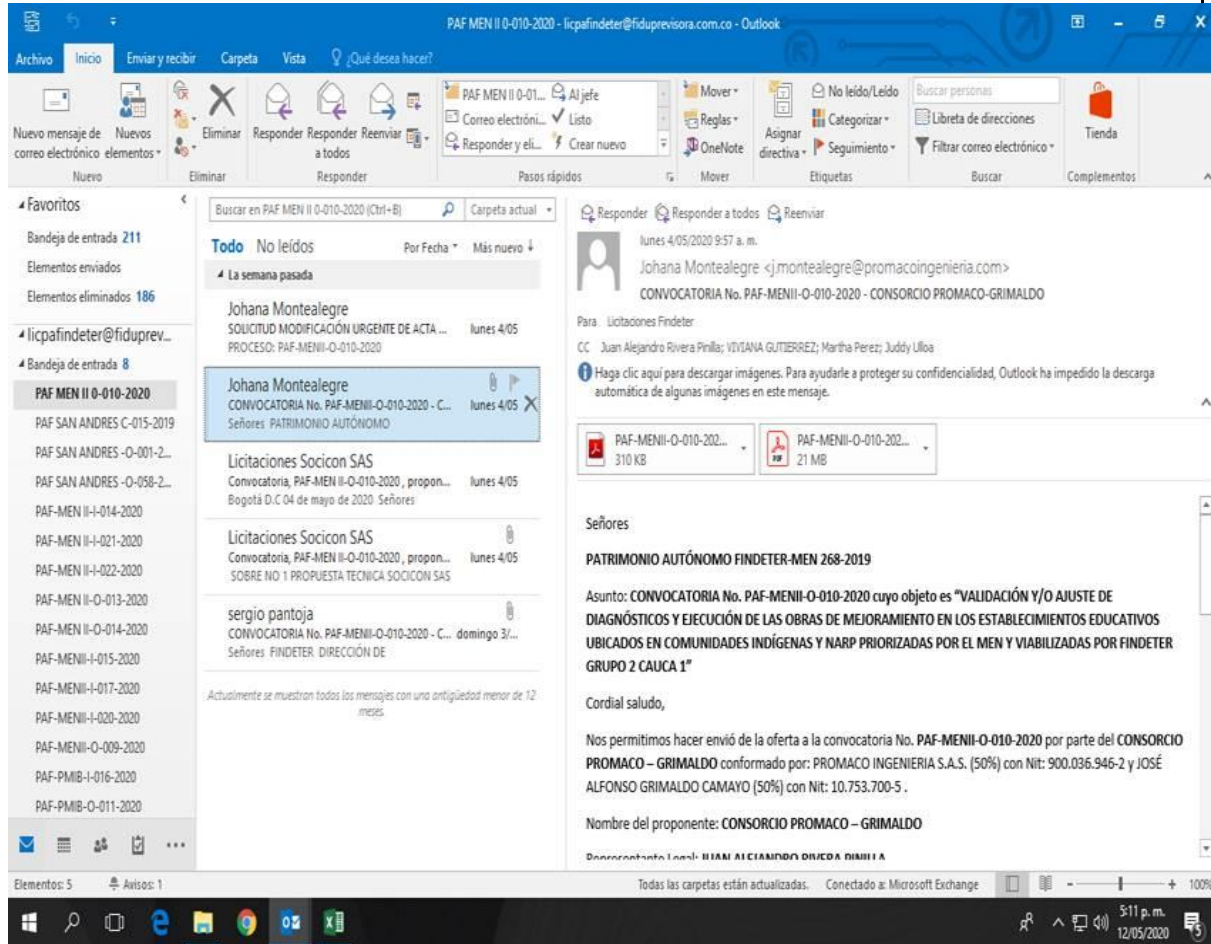 PAF MEN II 0-010-2020 - licpafindeter@fiduprevisora.com.co - Outlook
Archivo Inicio Enviar y recibir Carpeta Vista ¿Qué desea hacer?
Nuevo mensaje de correo electrónico
Nuevos elementos
Nuevo
Eliminar
Eliminar
Responder
Responder a todos
Reenviar
Responder
PAF MEN II 0-01...
Correo electróni...
Responder y eli...
Al jefe
Listo
Crear nuevo
Pasos rápidos
Mover
Reglas
OneNote
Mover
Asignar directiva
No leído/Leído
Categorizar
Seguimiento
Etiquetas
Buscar personas
Libreta de direcciones
Filtrar correo electrónico
Buscar
Tienda
Complementos
Favoritos
Bandeja de entrada 211
Elementos enviados
Elementos eliminados 186
licpafindeter@fiduprev...
Bandeja de entrada 8
PAF MEN II 0-010-2020
PAF SAN ANDRES C-015-2019
PAF SAN ANDRES -O-001-2...
PAF SAN ANDRES -O-058-2...
PAF-MEN II-I-014-2020
PAF-MEN II-I-021-2020
PAF-MEN II-I-022-2020
PAF-MEN II-O-013-2020
PAF-MEN II-O-014-2020
PAF-MENII-I-015-2020
PAF-MENII-I-017-2020
PAF-MENII-I-020-2020
PAF-MENII-O-009-2020
PAF-PMIB-I-016-2020
PAF-PMIB-O-011-2020
Buscar en PAF MEN II 0-010-2020 (Ctrl+B) Carpeta actual
Todo No leídos Por Fecha Más nuevo
La semana pasada
Johana Montealegre
SOLICITUD MODIFICACIÓN URGENTE DE ACTA ... lunes 4/05
PROCESO: PAF-MENII-O-010-2020
Johana Montealegre
CONVOCATORIA No. PAF-MENII-O-010-2020 - C... lunes 4/05
Señores PATRIMONIO AUTÓNOMO
Licitaciones Socicon SAS
Convocatoria, PAF-MEN II-O-010-2020 , propon... lunes 4/05
Bogotá D.C 04 de mayo de 2020 Señores
Licitaciones Socicon SAS
Convocatoria, PAF-MEN II-O-010-2020 , propon... lunes 4/05
SOBRE NO 1 PROPUESTA TECNICA SOCICON SAS
sergio pantoja
CONVOCATORIA No. PAF-MENII-O-010-2020 - C... domingo 3/...
Señores FINDETER DIRECCIÓN DE
Actualmente se muestran todos los mensajes con una antigüedad menor de 12
meses.
Responder Responder a todos Reenviar
lunes 4/05/2020 9:57 a. m.
Johana Montealegre <j.montealegre@promacoingenieria.com>
CONVOCATORIA No. PAF-MENII-O-010-2020 - CONSORCIO PROMACO-GRIMALDO
Para Licitaciones Findeter
CC Juan Alejandro Rivera Pinilla; VIVIANA GUTIERREZ; Martha Perez; Juddy Ulloa
Haga clic aquí para descargar imágenes. Para ayudarle a proteger su confidencialidad, Outlook ha impedido la descarga
automática de algunas imágenes en este mensaje.
PAF-MENII-O-010-202...
310 KB
PAF-MENII-O-010-202...
21 MB
Señores
PATRIMONIO AUTÓNOMO FINDETER-MEN 268-2019
Asunto: CONVOCATORIA No. PAF-MENII-O-010-2020 cuyo objeto es “VALIDACIÓN Y/O AJUSTE DE
DIAGNÓSTICOS Y EJECUCIÓN DE LAS OBRAS DE MEJORAMIENTO EN LOS ESTABLECIMIENTOS EDUCATIVOS
UBICADOS EN COMUNIDADES INDÍGENAS Y NARP PRIORIZADAS POR EL MEN Y VIABILIZADAS POR FINDETER
GRUPO 2 CAUCA 1”
Cordial saludo,
Nos permitimos hacer envió de la oferta a la convocatoria No. PAF-MENII-O-010-2020 por parte del CONSORCIO
PROMACO – GRIMALDO conformado por: PROMACO INGENIERIA S.A.S. (50%) con Nit: 900.036.946-2 y JOSÉ
ALFONSO GRIMALDO CAMAYO (50%) con Nit: 10.753.700-5 .
Nombre del proponente: CONSORCIO PROMACO – GRIMALDO
Representante Legal: JUAN ALEJANDRO RIVERA PINILLA
Elementos: 5 Avisos: 1 Todas las carpetas están actualizadas. Conectado a: Microsoft Exchange 100%
5:11 p. m.
12/05/2020